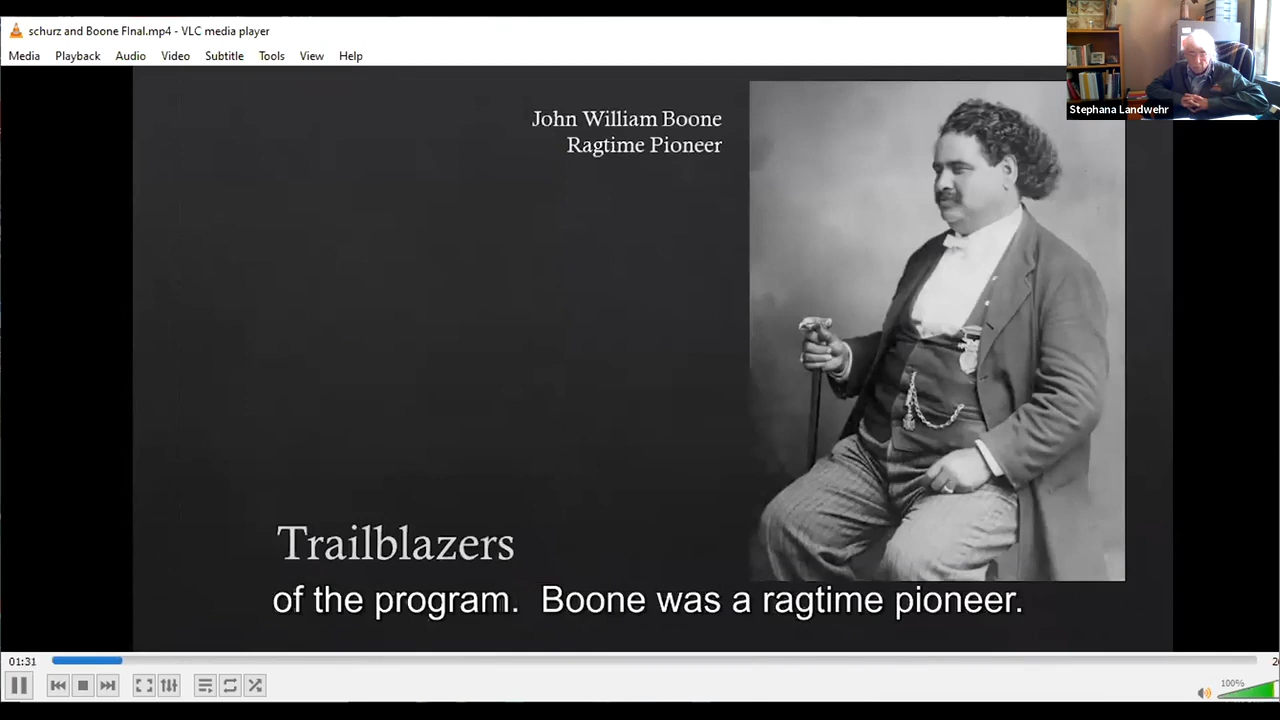 schurz and Boone FInal.mp4 - VLC media player
Media Playback Audio Video Subtitle Tools View Help
Stephana Landwehr
John William Boone
Ragtime Pioneer
Trailblazers
of the program.  Boone was a ragtime pioneer.
01:31
100%